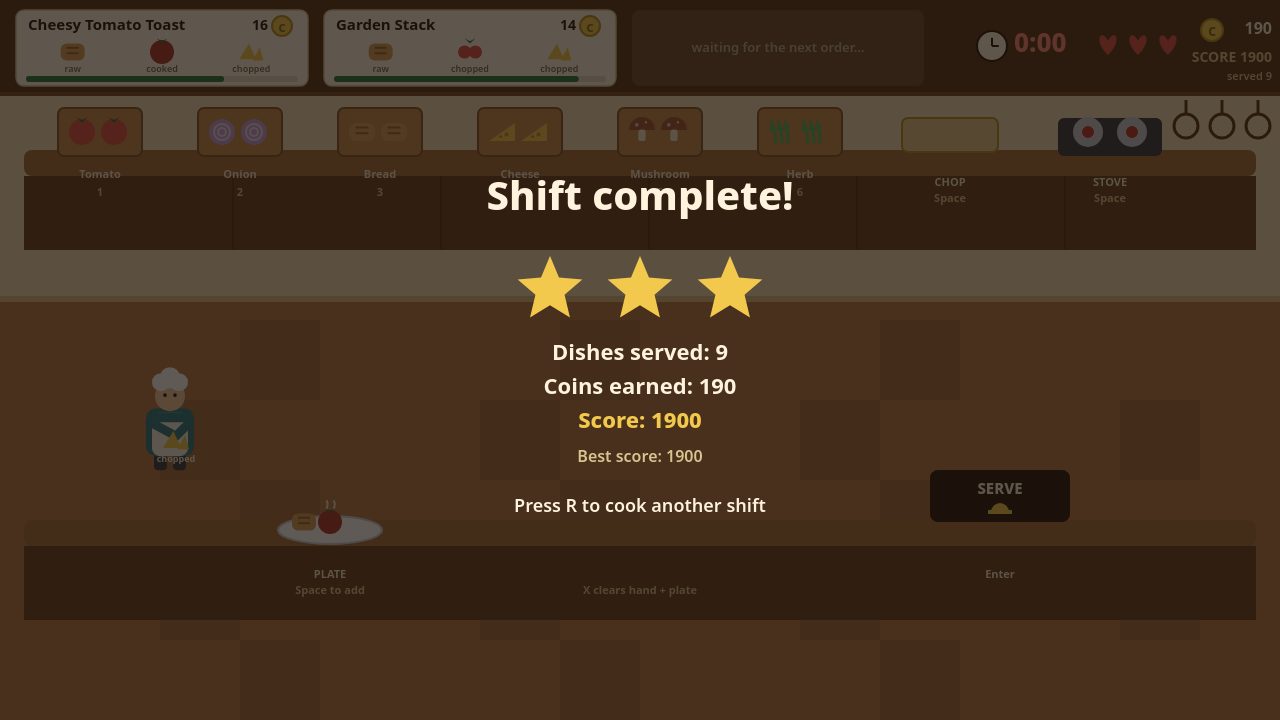 Cheesy Tomato Toast 16 C
raw cooked chopped
Garden Stack 14 C
raw chopped chopped
waiting for the next order...
0:00
C 190
SCORE 1900
served 9
Tomato
1
Onion
2
Bread
3
Cheese
Mushroom
Herb
6
CHOP
Space
STOVE
Space
Shift complete!
Dishes served: 9
Coins earned: 190
Score: 1900
Best score: 1900
Press R to cook another shift
chopped
SERVE
PLATE
Space to add
X clears hand + plate
Enter